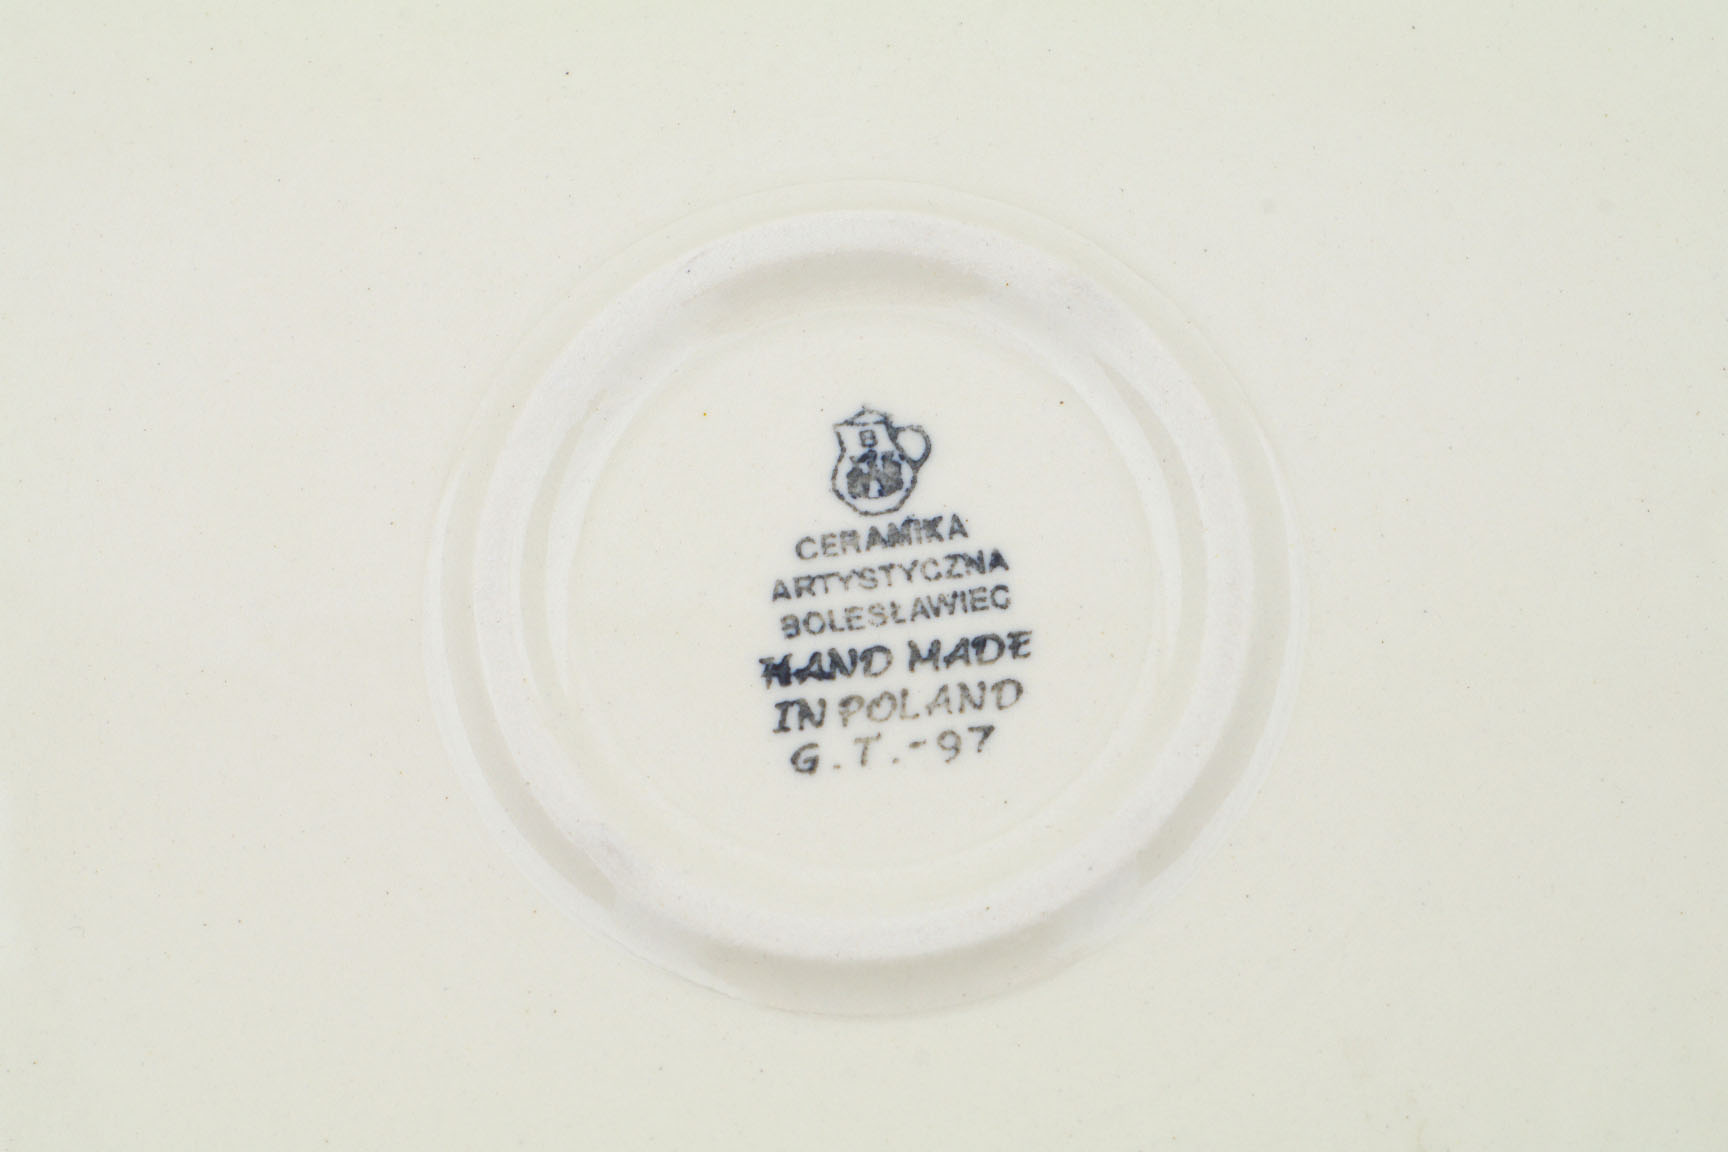 B
CERAMIKA
ARTYSTYCZNA
BOLESŁAWIEC
HAND MADE
IN POLAND
G.T.-97